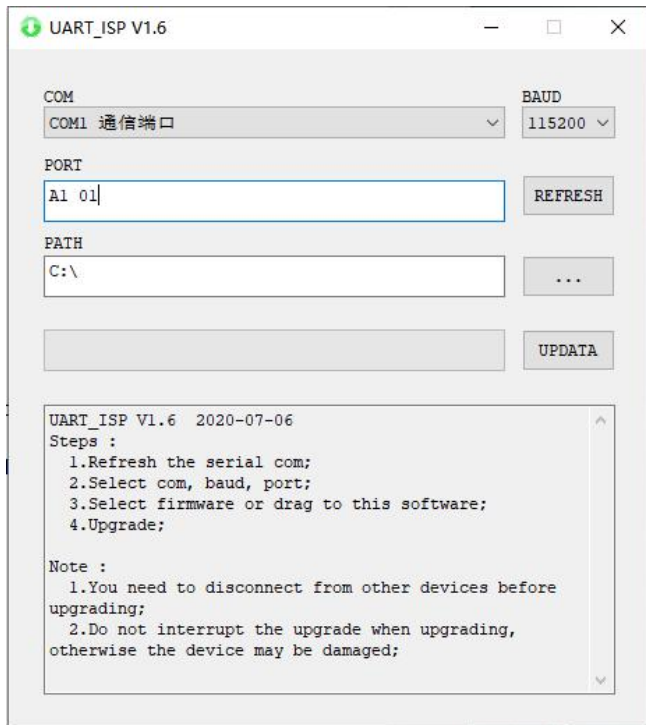 UART_ISP V1.6
COM
BAUD
COM1 通信端口
115200
PORT
A1 01
REFRESH
PATH
C:\
...
UPDATA
UART_ISP V1.6  2020-07-06
Steps :
1.Refresh the serial com;
2.Select com, baud, port;
3.Select firmware or drag to this software;
4.Upgrade;
Note :
1.You need to disconnect from other devices before
upgrading;
2.Do not interrupt the upgrade when upgrading,
otherwise the device may be damaged;